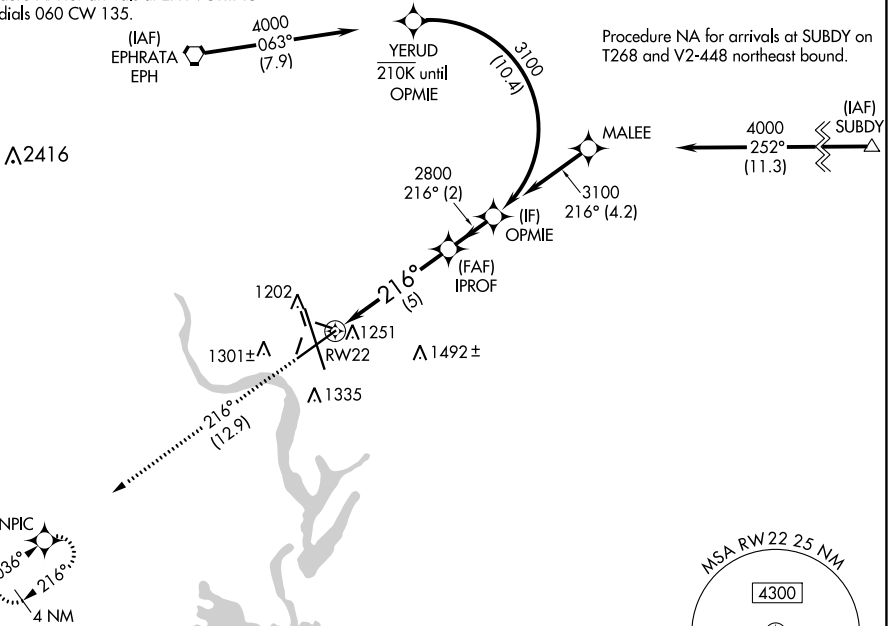 dials 060 CW 135.
(IAF)
EPHRATA
EPH
4000
063°
(7.9)
YERUD
210K until
OPMIE
3100
(10.4)
Procedure NA for arrivals at SUBDY on
T268 and V2-448 northeast bound.
(IAF)
SUBDY
4000
252°
(11.3)
MALEE
2416
2800
216° (2)
3100
216° (4.2)
(IF)
OPMIE
(FAF)
IPROF
216°
(5)
1202
1251
RW22
1301±
1492±
1335
216°
(12.9)
NPIC
036°
216°
4 NM
MSA RW22 25 NM
4300